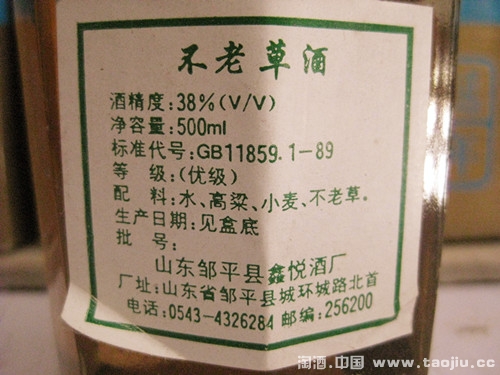 不老草酒
酒精度:38%(V/V)
净容量:500ml
标准代号:GB11859.1-89
等 级:(优级)
配 料:水、高粱、小麦、不老草。
生产日期:见盒底
批 号:
山东邹平县鑫悦酒厂
厂址:山东省邹平县城环城路北首
电话:0543-4326284 邮编:256200
淘酒.中国 www.taojiu.cc